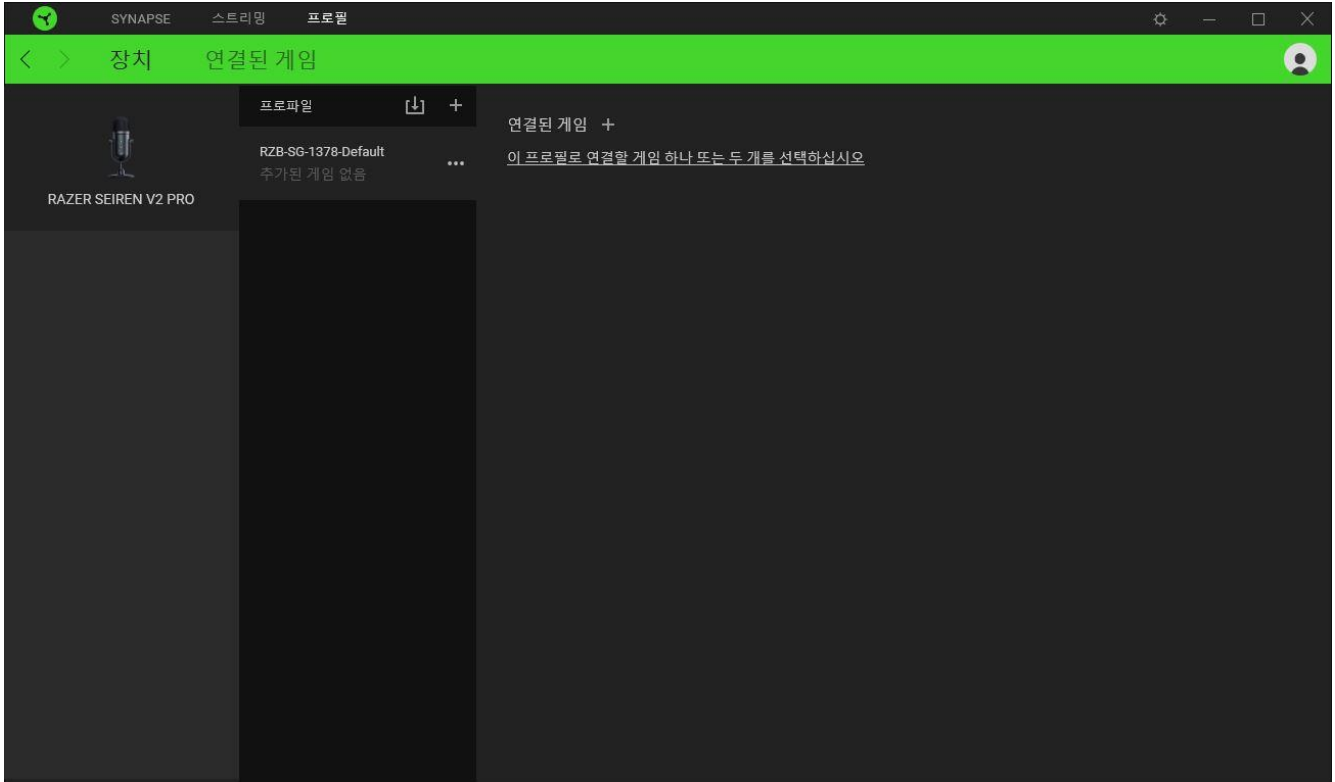 SYNAPSE 스트리밍 프로필
장치 연결된 게임
RAZER SEIREN V2 PRO
프로파일
RZB-SG-1378-Default
추가된 게임 없음
연결된 게임
이 프로필로 연결할 게임 하나 또는 두 개를 선택하십시오